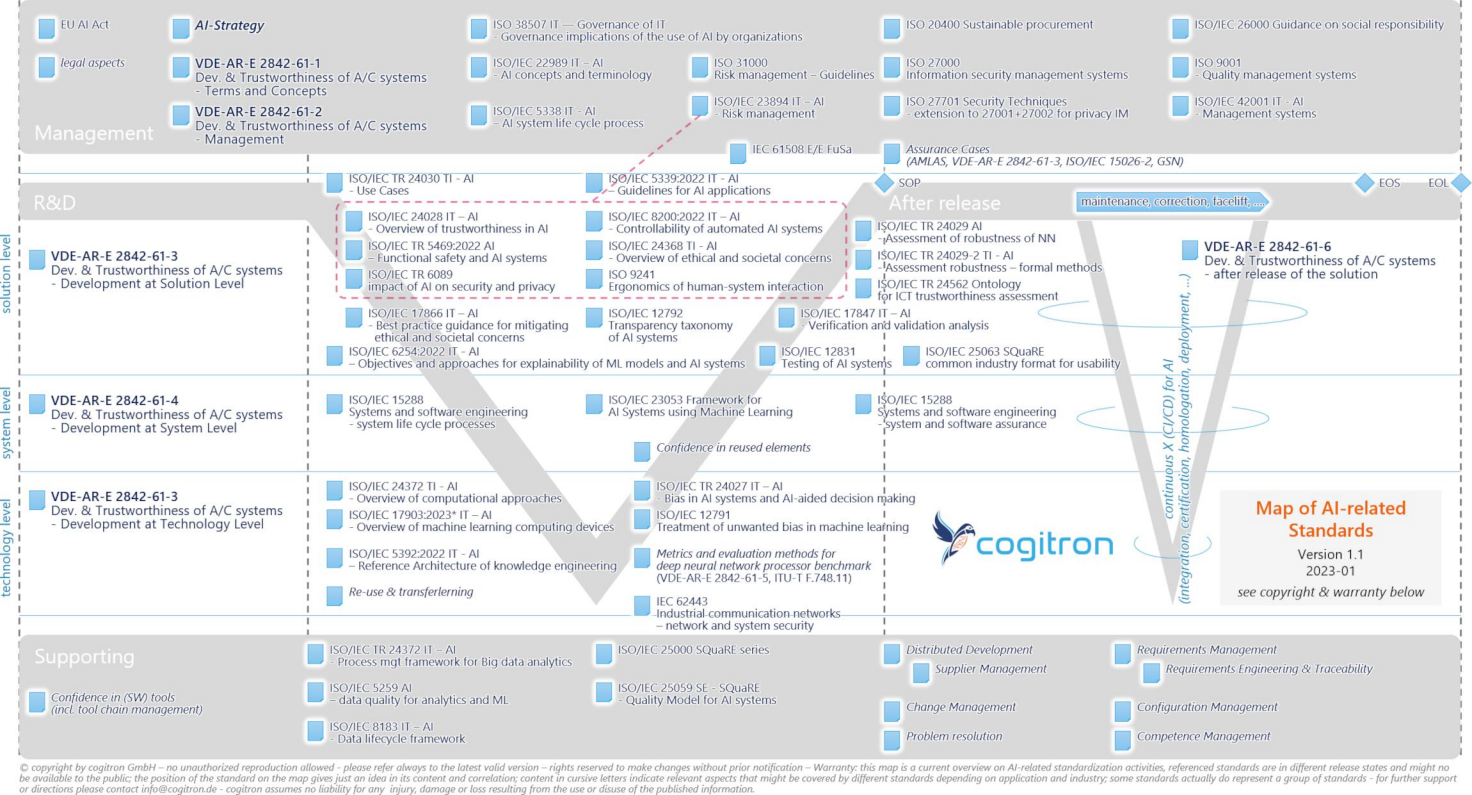 EU AI Act
AI-Strategy
ISO 38507 IT — Governance of IT
- Governance implications of the use of AI by organizations
ISO 20400 Sustainable procurement
ISO/IEC 26000 Guidance on social responsibility
legal aspects
VDE-AR-E 2842-61-1
Dev. & Trustworthiness of A/C systems
- Terms and Concepts
ISO/IEC 22989 IT – AI
- AI concepts and terminology
ISO 31000
Risk management – Guidelines
ISO 27000
Information security management systems
ISO 9001
- Quality management systems
Management
VDE-AR-E 2842-61-2
Dev. & Trustworthiness of A/C systems
- Management
ISO/IEC 5338 IT - AI
– AI system life cycle process
ISO/IEC 23894 IT – AI
- Risk management
ISO 27701 Security Techniques
- extension to 27001+27002 for privacy IM
ISO/IEC 42001 IT - AI
- Management systems
IEC 61508 E/E FuSa
Assurance Cases
(AMLAS, VDE-AR-E 2842-61-3, ISO/IEC 15026-2, GSN)
R&D
ISO/IEC TR 24030 TI - AI
- Use Cases
ISO/IEC 5339:2022 IT - AI
– Guidelines for AI applications
SOP
EOS
EOL
After release
maintenance, correction, facelift, ....
solution level
VDE-AR-E 2842-61-3
Dev. & Trustworthiness of A/C systems
- Development at Solution Level
ISO/IEC 24028 IT – AI
- Overview of trustworthiness in AI
ISO/IEC 8200:2022 IT – AI
- Controllability of automated AI systems
ISO/IEC TR 5469:2022 AI
– Functional safety and AI systems
ISO/IEC 24368 TI - AI
- Overview of ethical and societal concerns
ISO/IEC TR 6089
impact of AI on security and privacy
ISO 9241
Ergonomics of human-system interaction
ISO/IEC TR 24029 AI
- Assessment of robustness of NN
ISO/IEC TR 24029-2 TI - AI
- Assessment robustness – formal methods
ISO/IEC TR 24562 Ontology
for ICT trustworthiness assessment
VDE-AR-E 2842-61-6
Dev. & Trustworthiness of A/C systems
- after release of the solution
ISO/IEC 17866 IT – AI
- Best practice guidance for mitigating
ethical and societal concerns
ISO/IEC 12792
Transparency taxonomy
of AI systems
ISO/IEC 17847 IT – AI
- Verification and validation analysis
ISO/IEC 6254:2022 IT - AI
– Objectives and approaches for explainability of ML models and AI systems
ISO/IEC 12831
Testing of AI systems
ISO/IEC 25063 SQuaRE
common industry format for usability
system level
VDE-AR-E 2842-61-4
Dev. & Trustworthiness of A/C systems
- Development at System Level
ISO/IEC 15288
Systems and software engineering
-system life cycle processes
ISO/IEC 23053 Framework for
AI Systems using Machine Learning
ISO/IEC 15288
Systems and software engineering
-system and software assurance
Confidence in reused elements
continuous X (CI/CD) for AI
(integration, certification, homologation, deployment, ...)
technology level
VDE-AR-E 2842-61-3
Dev. & Trustworthiness of A/C systems
- Development at Technology Level
ISO/IEC 24372 TI - AI
- Overview of computational approaches
ISO/IEC TR 24027 IT – AI
- Bias in AI systems and AI-aided decision making
ISO/IEC 17903:2023* IT – AI
- Overview of machine learning computing devices
ISO/IEC 12791
Treatment of unwanted bias in machine learning
ISO/IEC 5392:2022 IT - AI
– Reference Architecture of knowledge engineering
Metrics and evaluation methods for
deep neural network processor benchmark
(VDE-AR-E 2842-61-5, ITU-T F.748.11)
Re-use & transferlerning
IEC 62443
Industrial communication networks
– network and system security
cogitron
Map of AI-related
Standards
Version 1.1
2023-01
see copyright & warranty below
Supporting
Confidence in (SW) tools
(incl. tool chain management)
ISO/IEC TR 24372 IT – AI
- Process mgt framework for Big data analytics
ISO/IEC 25000 SQuaRE series
ISO/IEC 5259 AI
– data quality for analytics and ML
ISO/IEC 25059 SE - SQuaRE
- Quality Model for AI systems
ISO/IEC 8183 IT – AI
- Data lifecycle framework
Distributed Development
Supplier Management
Requirements Management
Requirements Engineering & Traceability
Change Management
Configuration Management
Problem resolution
Competence Management
© copyright by cogitron GmbH – no unauthorized reproduction allowed - please refer always to the latest valid version – rights reserved to make changes without prior notification – Warranty: this map is a current overview on AI-related standardization activities, referenced standards are in different release states and might no
be available to the public; the position of the standard on the map gives just an idea in its content and correlation; content in cursive letters indicate relevant aspects that might be covered by different standards depending on application and industry; some standards actually do represent a group of standards - for further support
or directions please contact info@cogitron.de - cogitron assumes no liability for any injury, damage or loss resulting from the use or disuse of the published information.